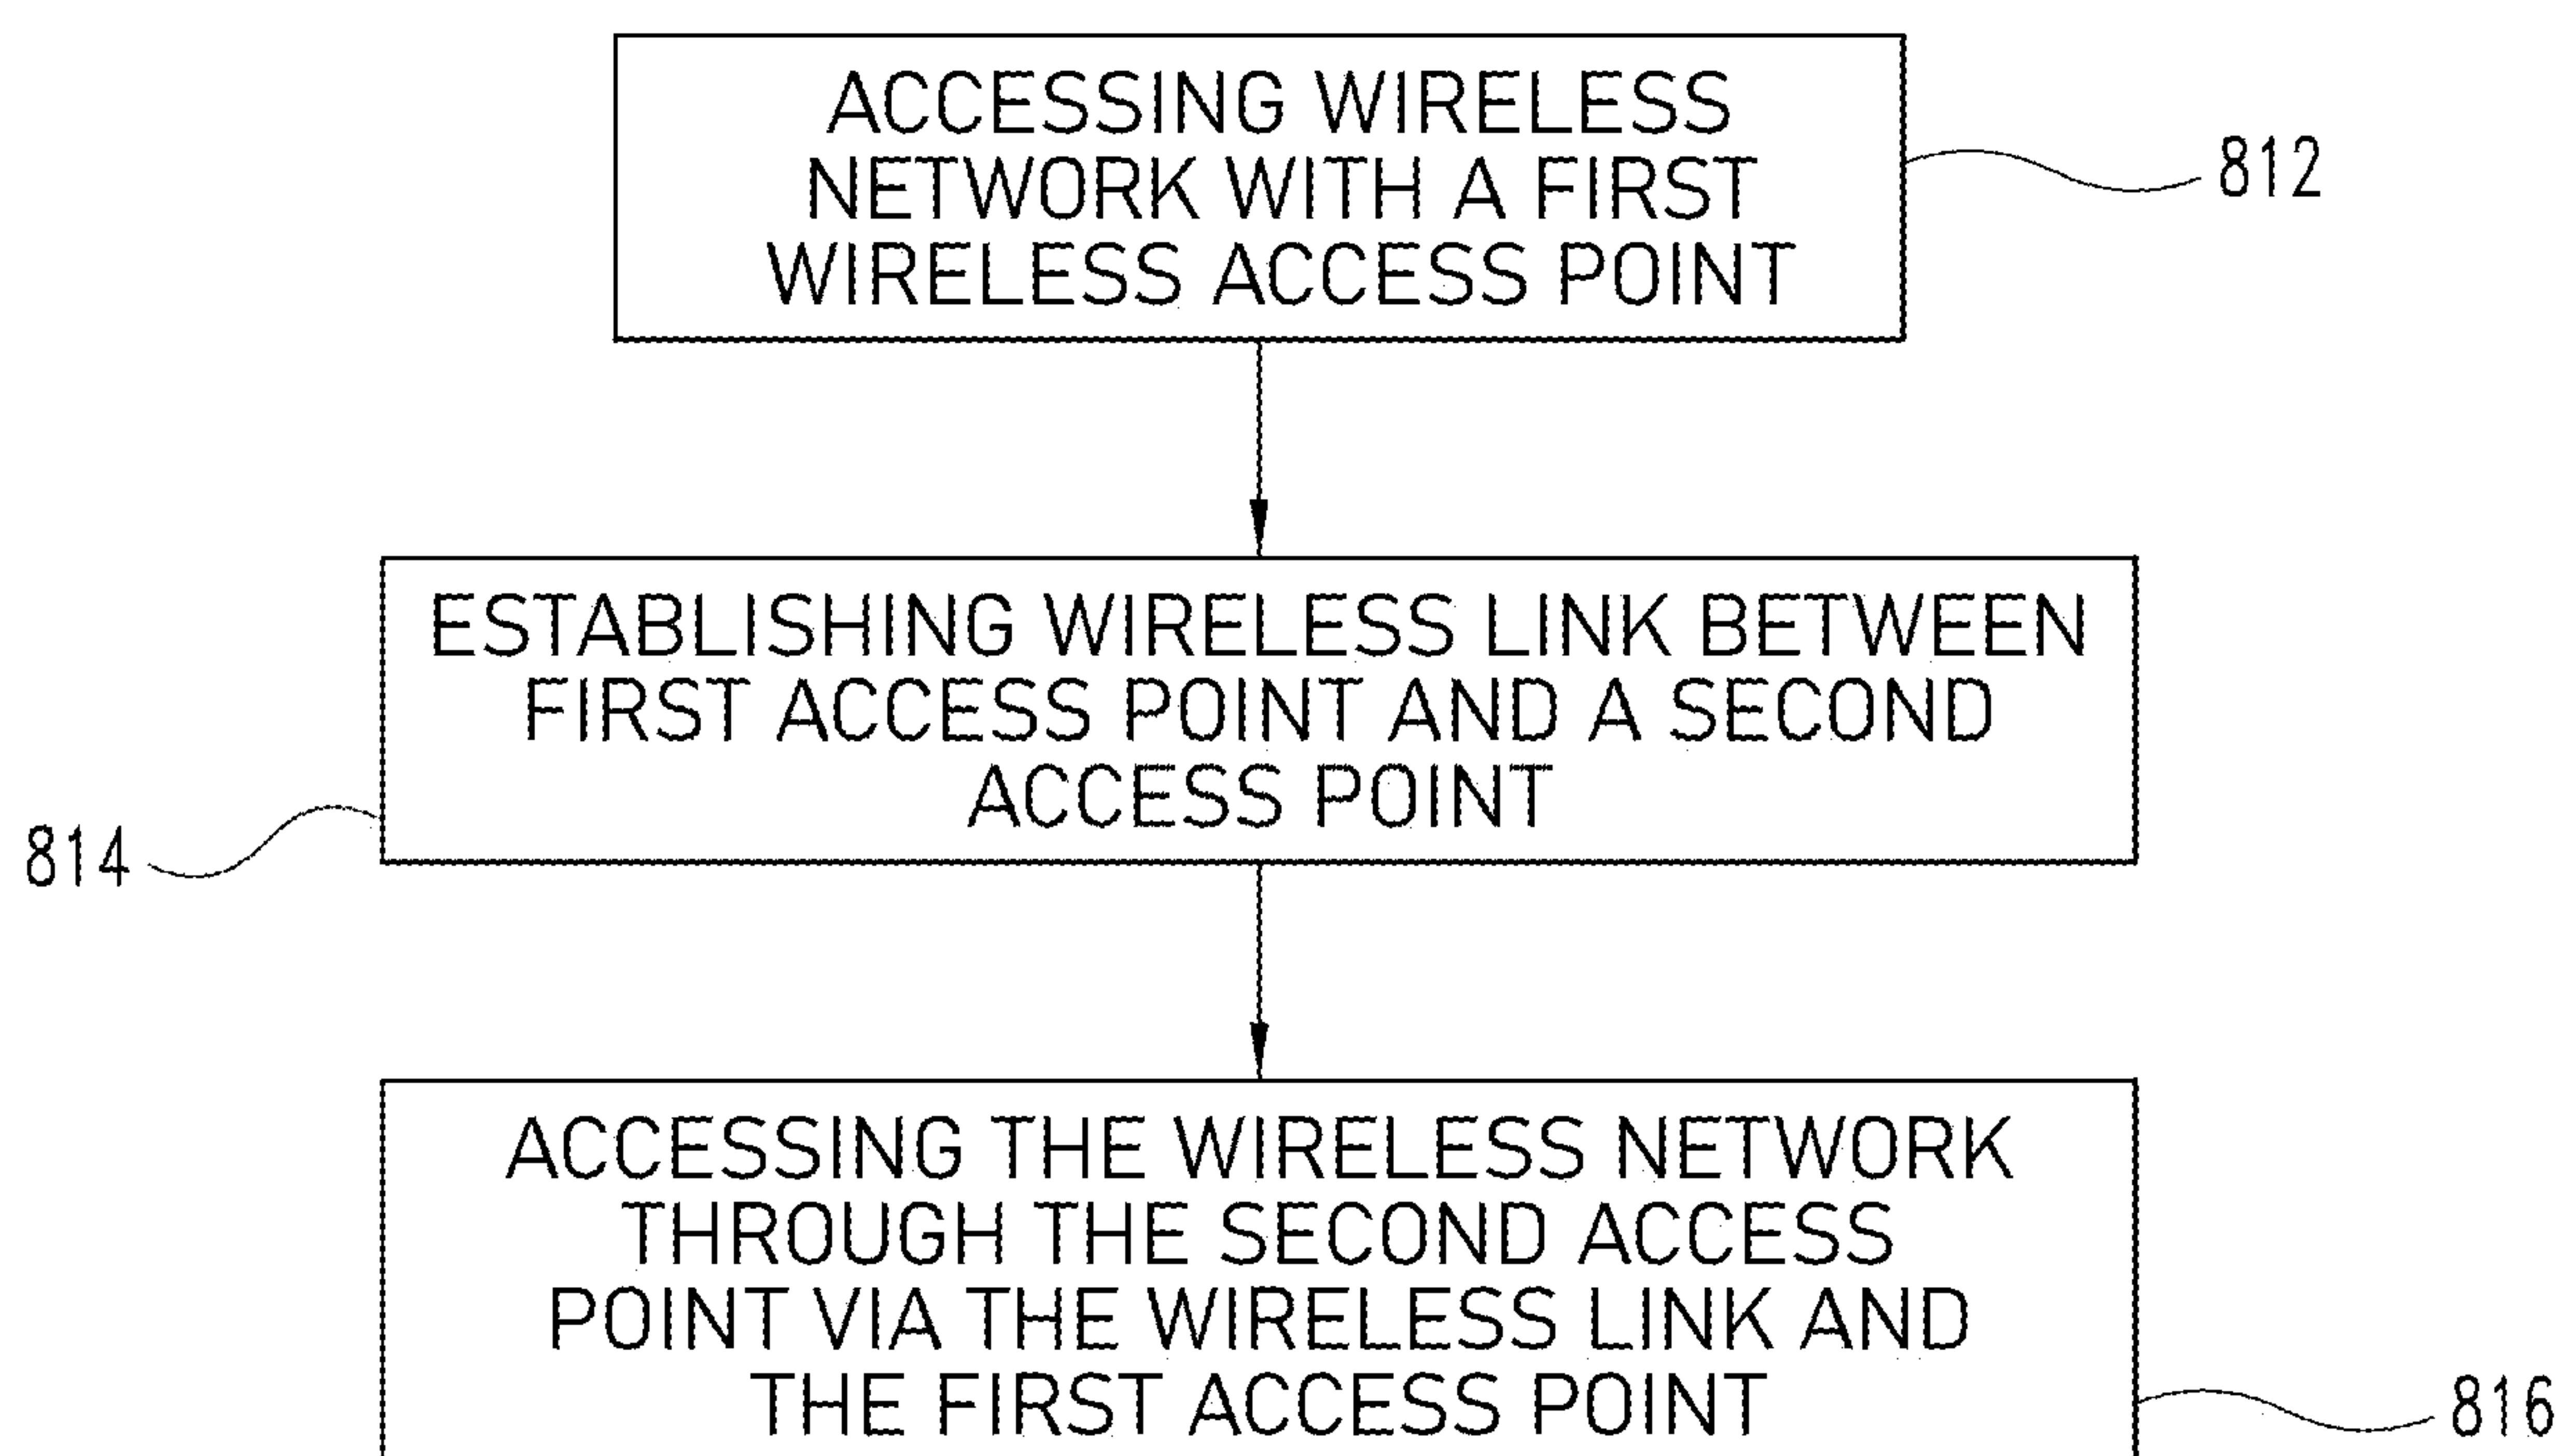 ACCESSING WIRELESS
NETWORK WITH A FIRST
WIRELESS ACCESS POINT
812
ESTABLISHING WIRELESS LINK BETWEEN
FIRST ACCESS POINT AND A SECOND
ACCESS POINT
814
ACCESSING THE WIRELESS NETWORK
THROUGH THE SECOND ACCESS
POINT VIA THE WIRELESS LINK AND
THE FIRST ACCESS POINT
816